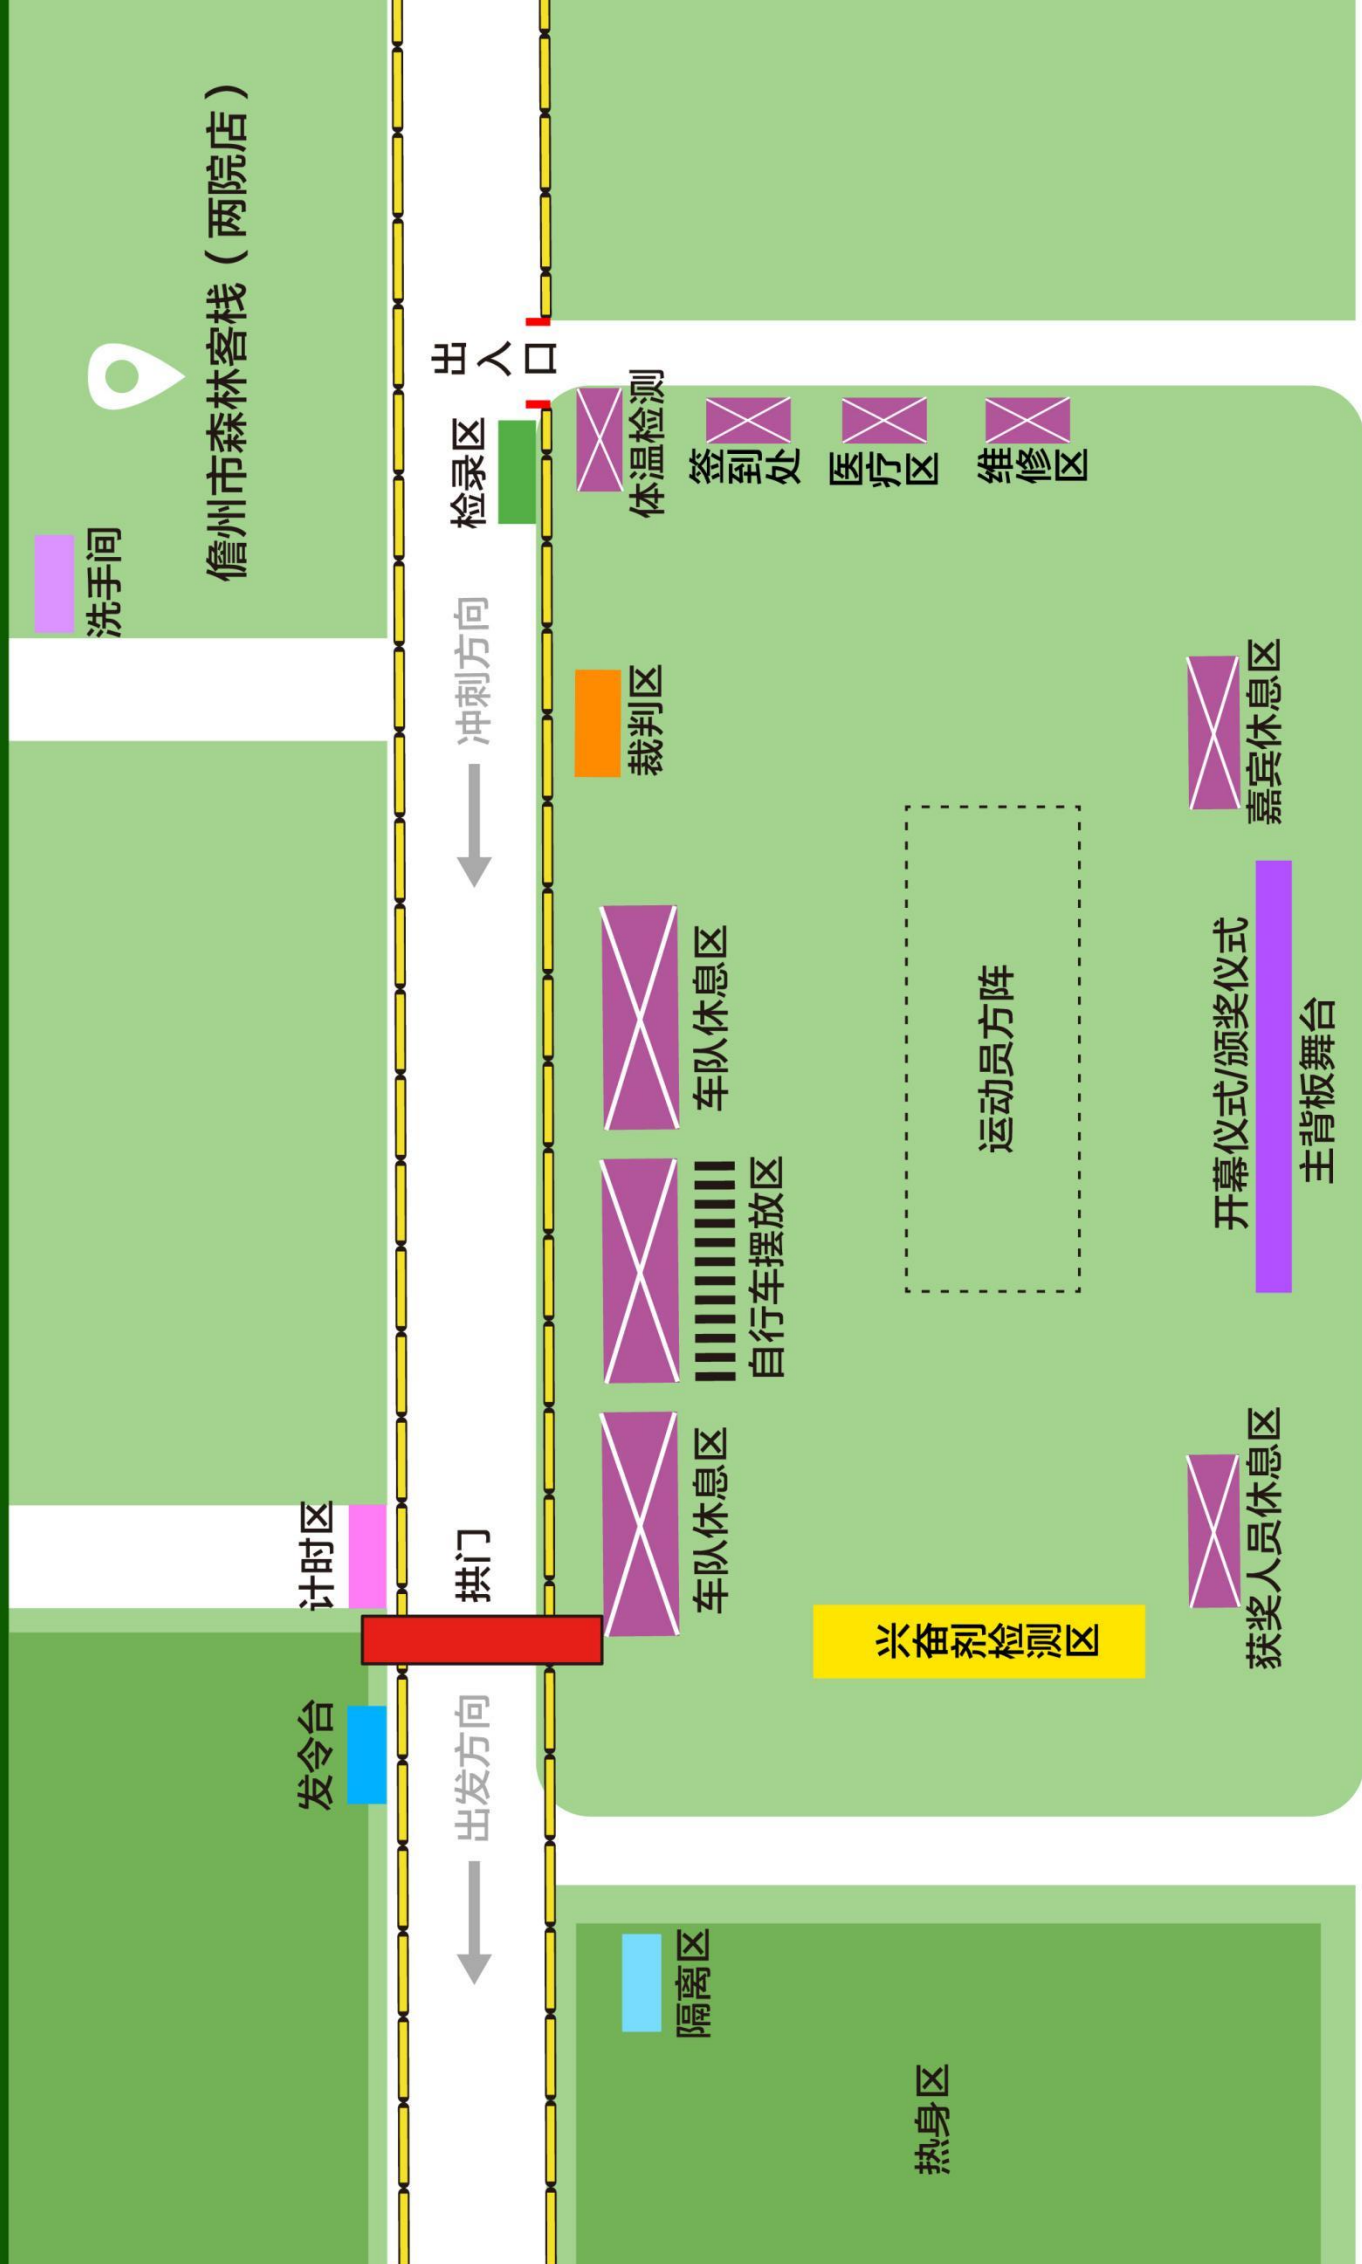 洗手间
儋州市森林客栈（两院店）
计时区
发令台
出入口
检录区
冲刺方向
拱门
出发方向
体温检测
裁判区
车队休息区
车队休息区
自行车摆放区
签到处
医疗区
维修区
运动员方阵
兴奋剂检测区
隔离区
热身区
嘉宾休息区
开幕仪式/颁奖仪式
主背板舞台
获奖人员休息区